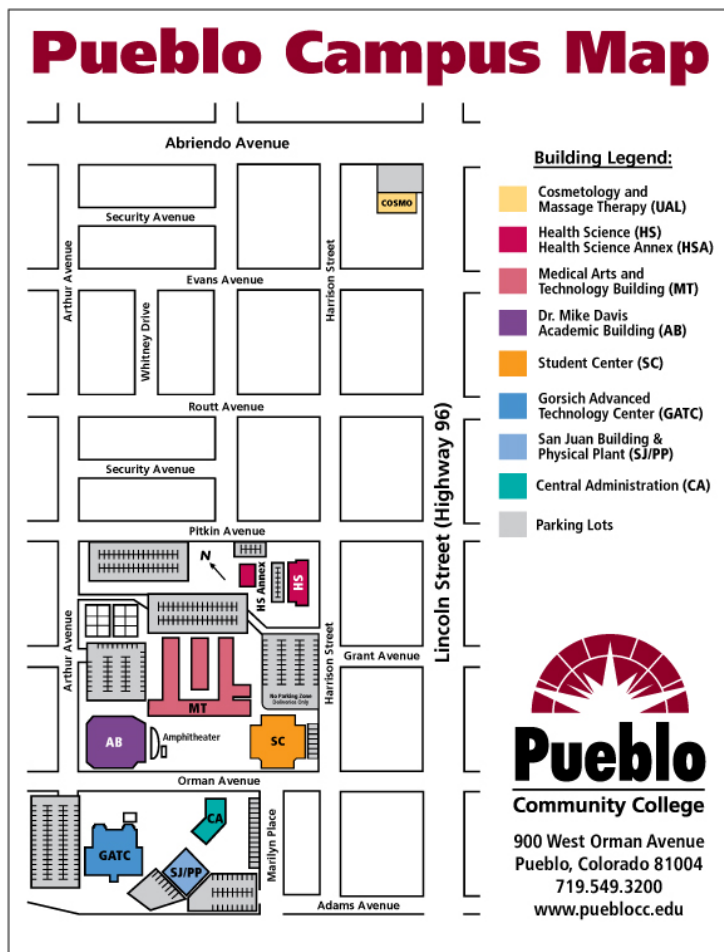 Pueblo Campus Map
Abriendo Avenue
Building Legend:
COSMO
Cosmetology and
Massage Therapy (UAL)
Security Avenue
Health Science (HS)
Health Science Annex (HSA)
Arthur Avenue
Harrison Street
Evans Avenue
Medical Arts and
Technology Building (MT)
Whitney Drive
Dr. Mike Davis
Academic Building (AB)
Student Center (SC)
Routt Avenue
Gorsich Advanced
Technology Center (GATC)
Lincoln Street (Highway 96)
Security Avenue
San Juan Building &
Physical Plant (SJ/PP)
Central Administration (CA)
Pitkin Avenue
Parking Lots
N
HS Annex
HS
Arthur Avenue
Harrison Street
Grant Avenue
No Parking Zone
Deliveries Only
MT
AB
Amphitheater
SC
Orman Avenue
CA
Marilyn Place
GATC
SJ/PP
Adams Avenue
Pueblo
Community College
900 West Orman Avenue
Pueblo, Colorado 81004
719.549.3200
www.pueblocc.edu